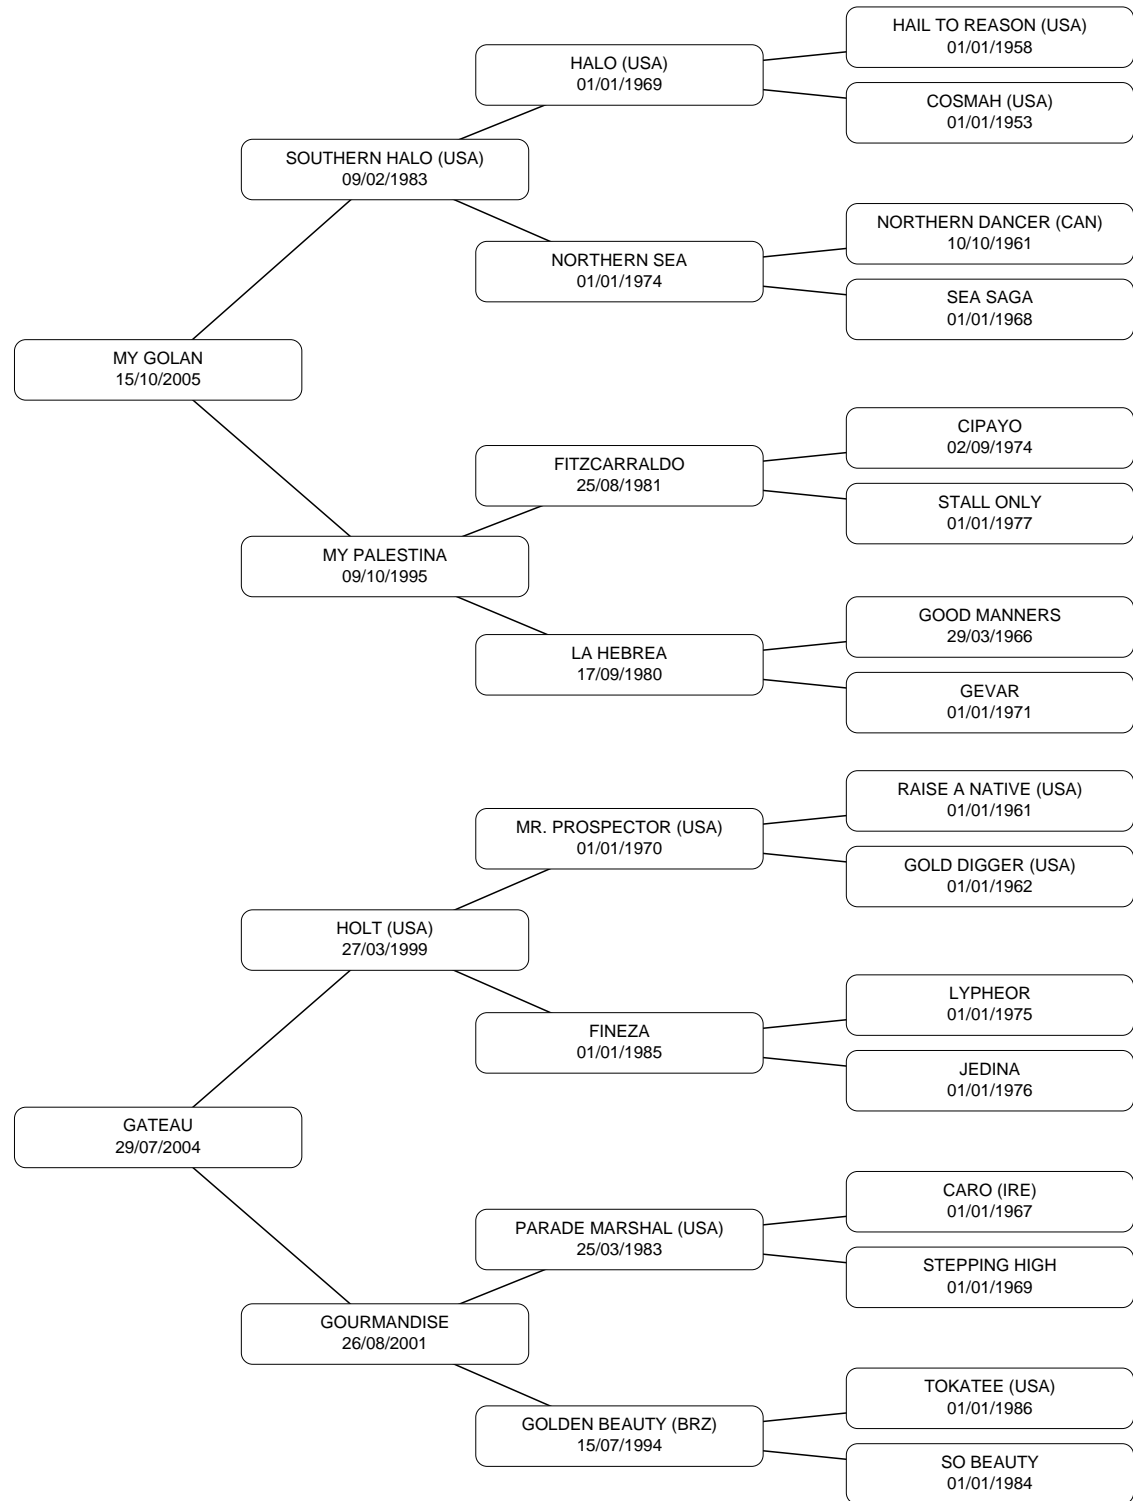 HAIL TO REASON (USA)
01/01/1958
HALO (USA)
01/01/1969
COSMAH (USA)
01/01/1953
SOUTHERN HALO (USA)
09/02/1983
NORTHERN DANCER (CAN)
10/10/1961
NORTHERN SEA
01/01/1974
SEA SAGA
01/01/1968
MY GOLAN
15/10/2005
CIPAYO
02/09/1974
FITZCARRALDO
25/08/1981
STALL ONLY
01/01/1977
MY PALESTINA
09/10/1995
GOOD MANNERS
29/03/1966
LA HEBREA
17/09/1980
GEVAR
01/01/1971
RAISE A NATIVE (USA)
01/01/1961
MR. PROSPECTOR (USA)
01/01/1970
GOLD DIGGER (USA)
01/01/1962
HOLT (USA)
27/03/1999
LYPHEOR
01/01/1975
FINEZA
01/01/1985
JEDINA
01/01/1976
GATEAU
29/07/2004
CARO (IRE)
01/01/1967
PARADE MARSHAL (USA)
25/03/1983
STEPPING HIGH
01/01/1969
GOURMANDISE
26/08/2001
TOKATEE (USA)
01/01/1986
GOLDEN BEAUTY (BRZ)
15/07/1994
SO BEAUTY
01/01/1984